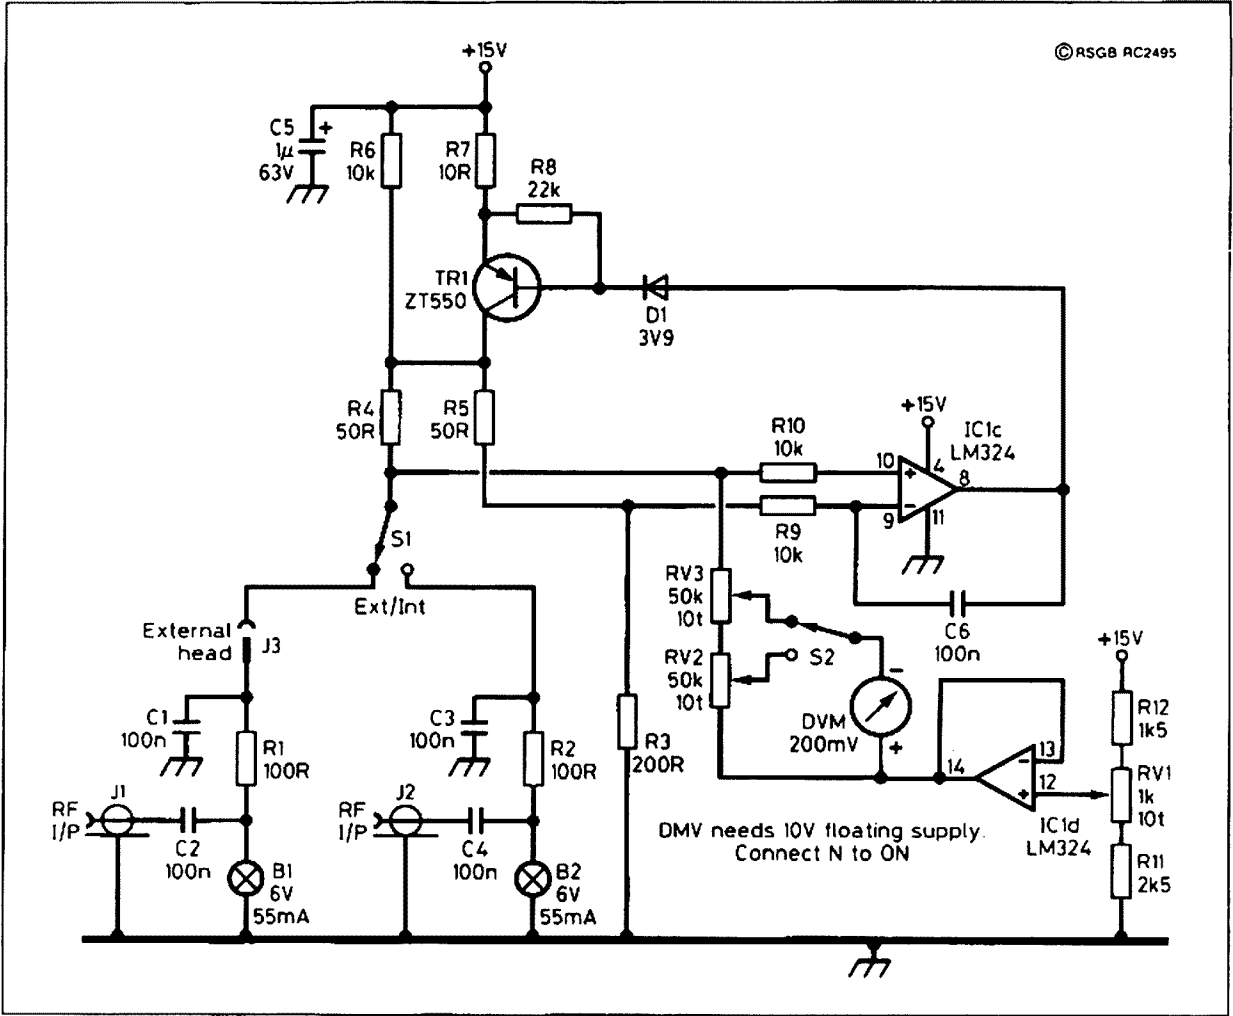 +15V
© RSGB RC2495
C5
1µ
63V
+
R6
10k
R7
10R
R8
22k
TR1
ZT550
D1
3V9
R4
50R
R5
50R
R10
10k
+15V
IC1c
LM324
10
+
4
8
9
−
11
R9
10k
S1
Ext/Int
RV3
50k
10t
C6
100n
+15V
External
head
J3
RV2
50k
10t
S2
−
C1
100n
R1
100R
C3
100n
R2
100R
R3
200R
DVM
200mV
+
14
−
13
+
12
R12
1k5
RV1
1k
10t
RF
I/P
J1
C2
100n
RF
I/P
J2
C4
100n
DMV needs 10V floating supply.
Connect N to ON
IC1d
LM324
R11
2k5
B1
6V
55mA
B2
6V
55mA